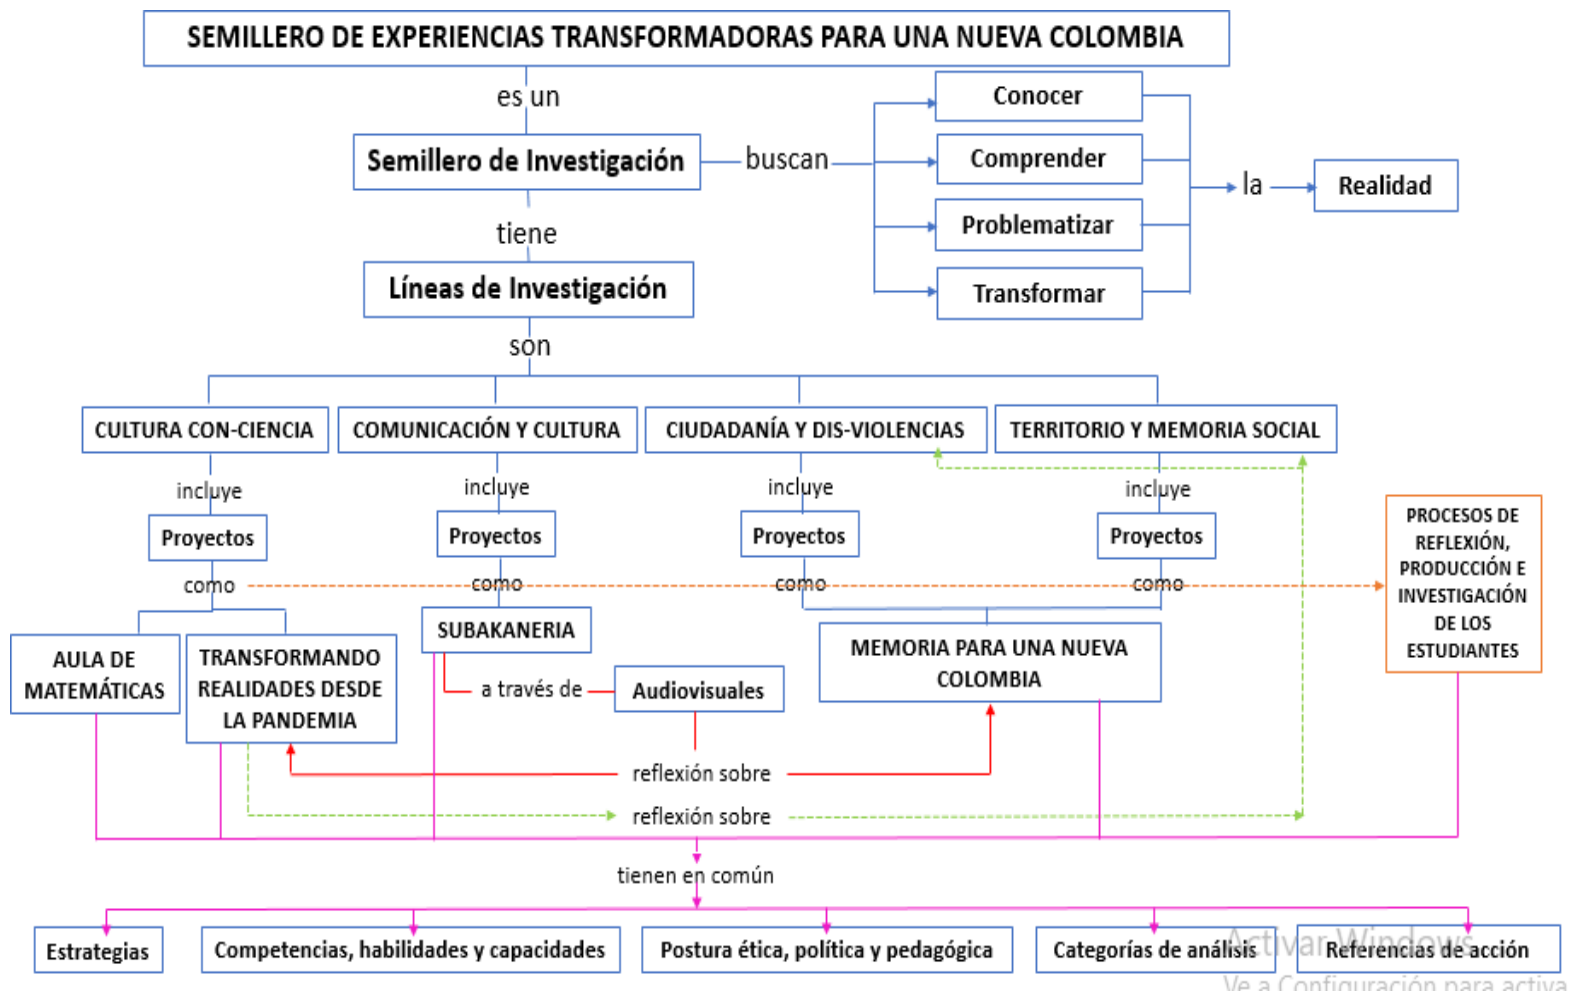 SEMILLERO DE EXPERIENCIAS TRANSFORMADORAS PARA UNA NUEVA COLOMBIA
es un
Semillero de Investigación
buscan
Conocer
Comprender
Problematizar
Transformar
la
Realidad
tiene
Líneas de Investigación
son
CULTURA CON-CIENCIA
COMUNICACIÓN Y CULTURA
CIUDADANÍA Y DIS-VIOLENCIAS
TERRITORIO Y MEMORIA SOCIAL
incluye
incluye
incluye
incluye
Proyectos
Proyectos
Proyectos
Proyectos
como
como
como
como
PROCESOS DE
REFLEXIÓN,
PRODUCCIÓN E
INVESTIGACIÓN
DE LOS
ESTUDIANTES
AULA DE
MATEMÁTICAS
TRANSFORMANDO
REALIDADES DESDE
LA PANDEMIA
SUBAKANERIA
a través de
Audiovisuales
MEMORIA PARA UNA NUEVA
COLOMBIA
reflexión sobre
reflexión sobre
tienen en común
Estrategias
Competencias, habilidades y capacidades
Postura ética, política y pedagógica
Categorías de análisis
Referencias de acción
Activar Windows
Ve a Configuración para activa